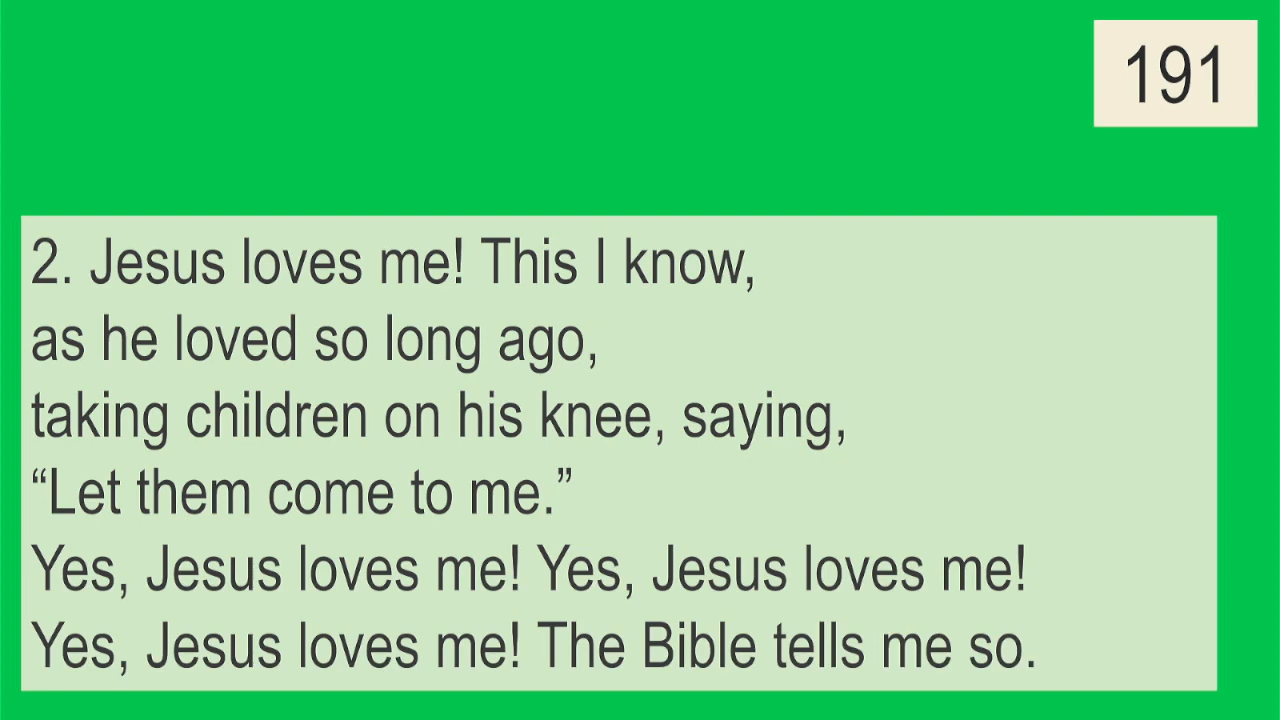 191
2. Jesus loves me! This I know,
as he loved so long ago,
taking children on his knee, saying,
“Let them come to me.”
Yes, Jesus loves me! Yes, Jesus loves me!
Yes, Jesus loves me! The Bible tells me so.